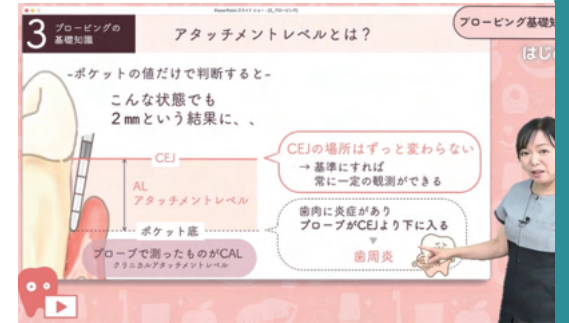 PowerPoint スライド ショー
3 プロービングの
基礎知識
アタッチメントレベルとは？
プロービング基礎知
はじ
-ポケットの値だけで判断すると-
こんな状態でも
2㎜という結果に、、
CEJ
AL
アタッチメントレベル
ポケット底
プローブで測ったものがCAL
クリニカルアタッチメントレベル
CEJの場所はずっと変わらない
→ 基準にすれば
常に一定の観測ができる
歯肉に炎症があり
プローブがCEJより下に入る
歯周炎